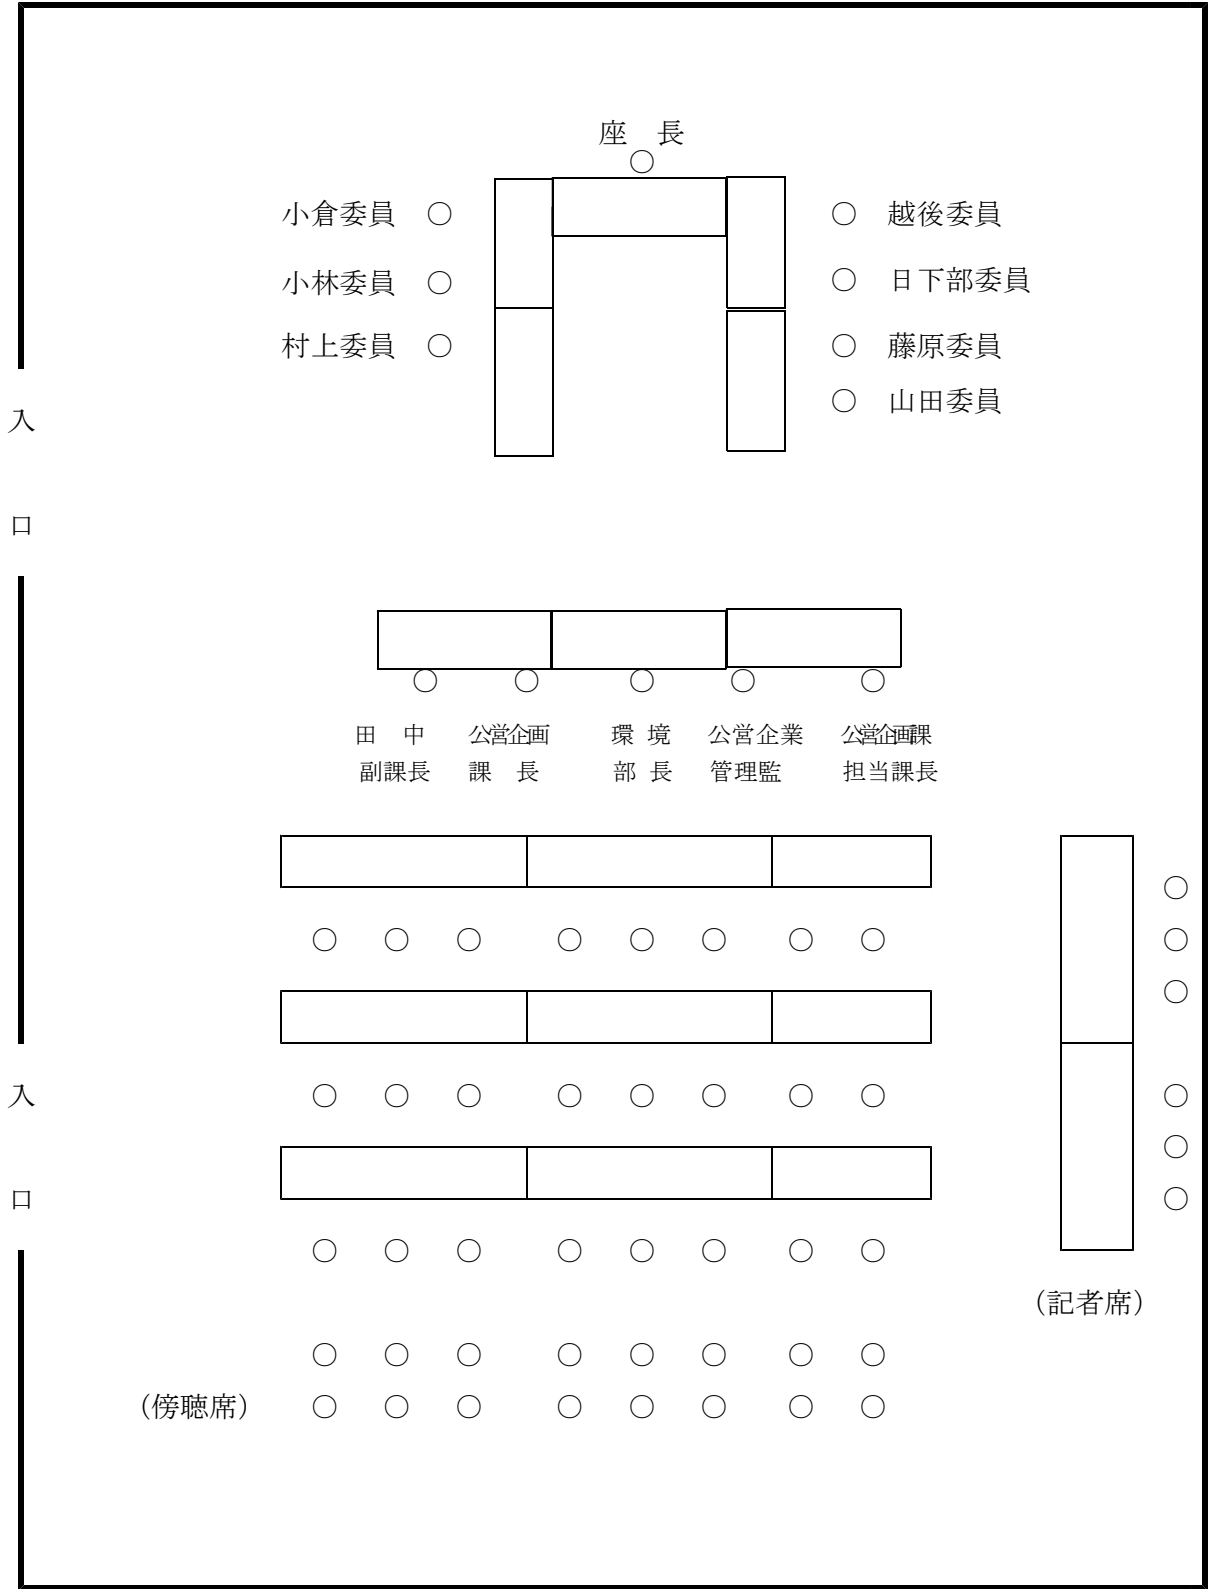 座　長
○
小倉委員　○　○　越後委員
小林委員　○　○　日下部委員
村上委員　○　○　藤原委員
○　山田委員
入
口
○　○　○　○　○
田　中　公営企画　環　境　公営企業　公営企画課
副課長　課　長　部　長　管理監　担当課長
○
○　○　○　○　○　○　○　○　○
○
入
○　○　○　○　○　○　○　○　○
○
口
○
○　○　○　○　○　○　○　○
（記者席）
○　○　○　○　○　○　○　○
（傍聴席）　○　○　○　○　○　○　○　○